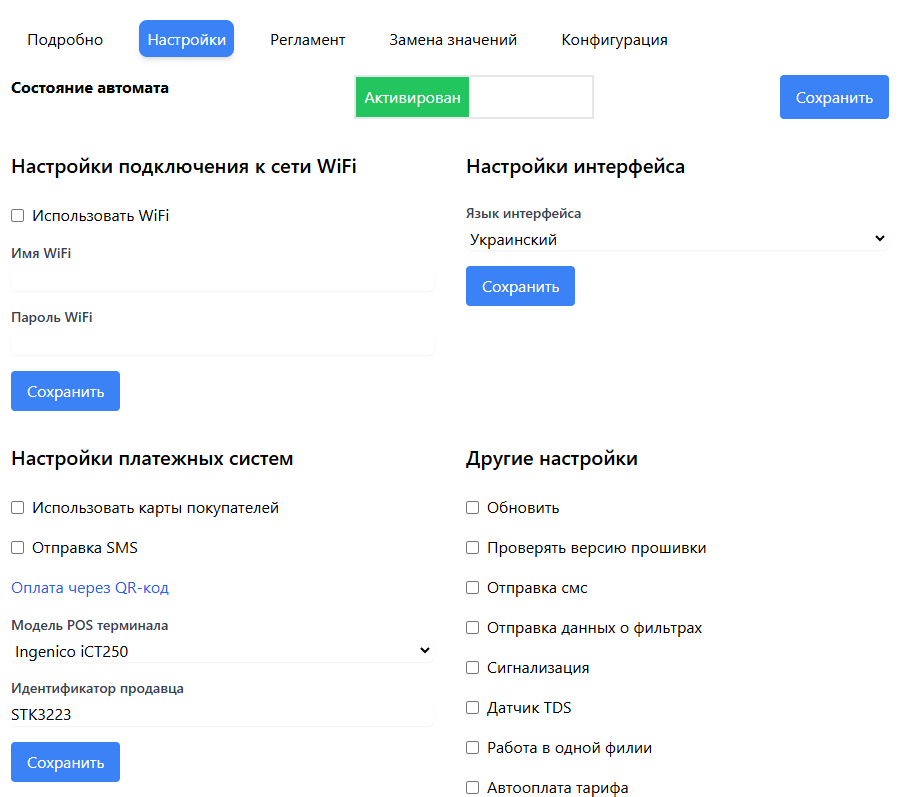 Подробно Настройки Регламент Замена значений Конфигурация
Состояние автомата Активирован Сохранить
Настройки подключения к сети WiFi
Использовать WiFi
Имя WiFi
Пароль WiFi
Сохранить
Настройки интерфейса
Язык интерфейса
Украинский
Сохранить
Настройки платежных систем
Использовать карты покупателей
Отправка SMS
Оплата через QR-код
Модель POS терминала
Ingenico iCT250
Идентификатор продавца
STK3223
Сохранить
Другие настройки
Обновить
Проверять версию прошивки
Отправка смс
Отправка данных о фильтрах
Сигнализация
Датчик TDS
Работа в одной филии
Автооплата тарифа